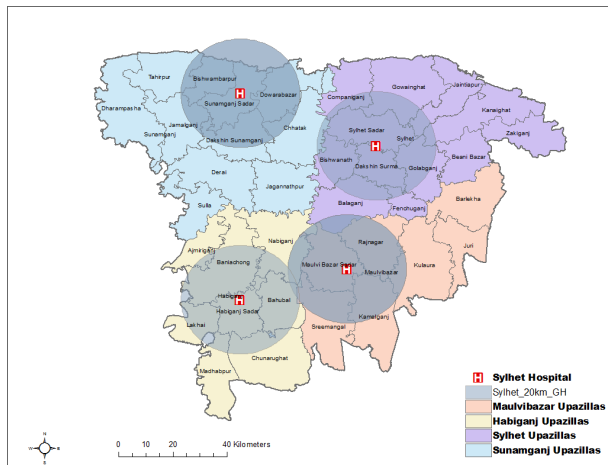 Tahirpur
Bishwambarpur
Dharampasha
Sunamganj Sadar
Dowarabazar
Jamalganj
Sunamganj
Chhatak
Dakshin Sunamganj
Derai
Jagannathpur
Sulla
Companiganj
Gowainghat
Jaintiapur
Kanaighat
Zakiganj
Sylhet Sadar
Sylhet
Bishwanath
Dakshin Surma
Golabganj
Beani Bazar
Balaganj
Fenchuganj
Barlekha
Juri
Kulaura
Rajnagar
Maulvi Bazar Sadar
Maulvibazar
Kamalganj
Sreemangal
Nabiganj
Ajmiriganj
Baniachong
Habiganj
Habiganj Sadar
Bahubal
Lakhai
Chunarughat
Madhabpur
H
H
H
H
H Sylhet Hospital
Sylhet_20km_GH
Maulvibazar Upazillas
Habiganj Upazillas
Sylhet Upazillas
Sunamganj Upazillas
N
W E
S
0 5 10 20 30 40 Kilometers